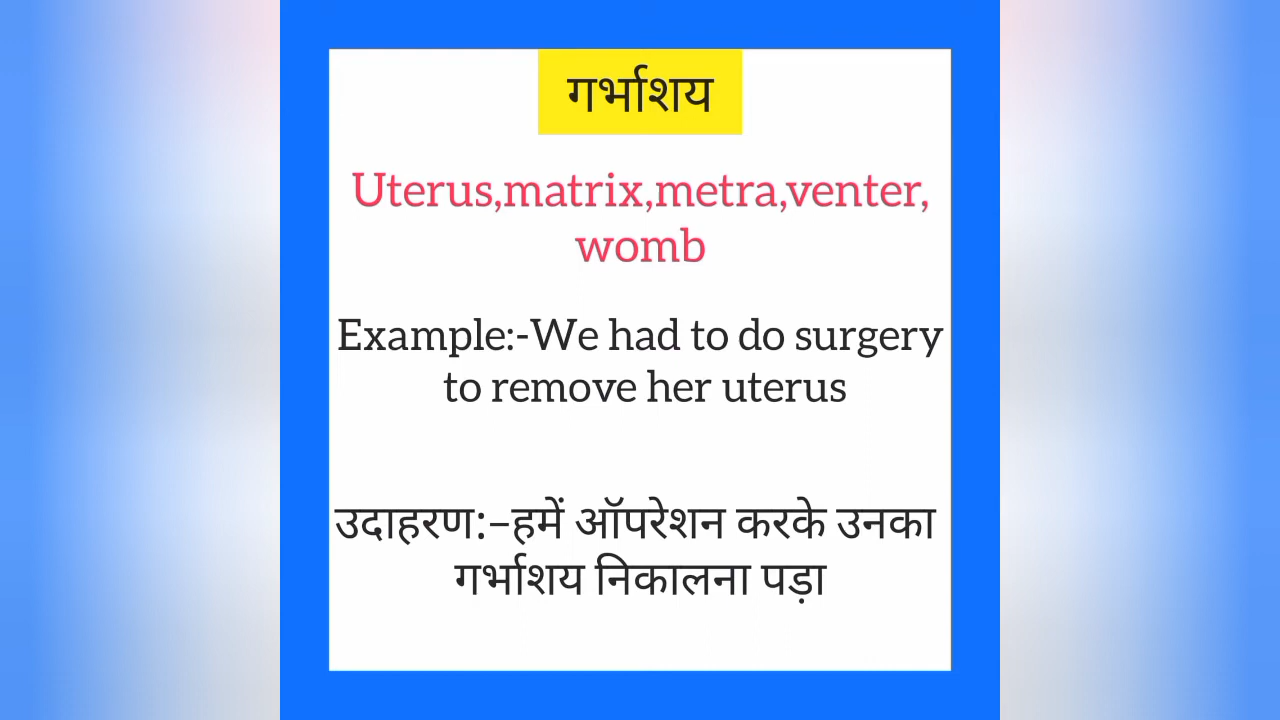 गर्भाशय
Uterus,matrix,metra,venter,
womb
Example:-We had to do surgery
to remove her uterus
उदाहरण:–हमें ऑपरेशन करके उनका
गर्भाशय निकालना पड़ा